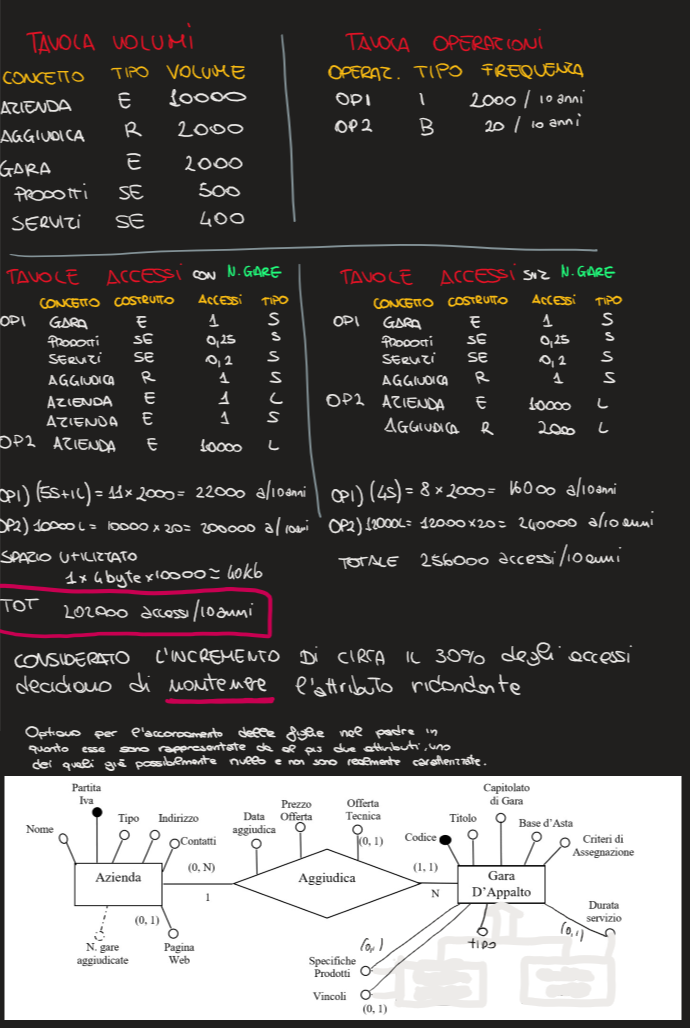 TAVOLA VOLUMI
CONCETTO TIPO VOLUME
AZIENDA E 10000
AGGIUDICA R 2000
GARA E 2000
PRODOTTI SE 500
SERVIZI SE 400
TAVOLA OPERAZIONI
OPERAZ. TIPO FREQUENZA
OP1 I 2000 / 10 anni
OP2 B 20 / 10 anni
TAVOLE ACCESSI CON N. GARE
CONCETTO COSTRUTTO ACCESSI TIPO
OP1 GARA E 1 S
PRODOTTI SE 0,25 S
SERVIZI SE 0,2 S
AGGIUDICA R 1 S
AZIENDA E 1 L
AZIENDA E 1 S
OP2 AZIENDA E 10000 L
OP1) (5S+1L) = 11 x 2000 = 22000 a/10anni
OP2) 10000 L = 10000 x 20 = 200000 a/10anni
SPAZIO UTILIZZATO
1 x 4 byte x 10000 = 40kb
TOT 202000 accessi/10anni
TAVOLE ACCESSI SNZ N. GARE
CONCETTO COSTRUTTO ACCESSI TIPO
OP1 GARA E 1 S
PRODOTTI SE 0,25 S
SERVIZI SE 0,2 S
AGGIUDICA R 1 S
OP2 AZIENDA E 10000 L
AGGIUDICA R 2000 L
OP1) (4S) = 8 x 2000 = 16000 a/10anni
OP2) 12000L = 12000 x 20 = 240000 a/10 anni
TOTALE 256000 accessi/10 anni
CONSIDERATO L'INCREMENTO DI CIRCA IL 30% degli accessi
decidiamo di mantenere l'attributo ridondante
Optiamo per l'accorpamento delle figlie nel padre in
quanto esse sono rappresentate da al più due attributi, uno
dei quali già possibilmente nullo e non sono realmente caratterizzate.
Partita
Iva
Nome
Tipo
Indirizzo
Contatti
Azienda
(0, N)
1
(0, 1)
N. gare
aggiudicate
Pagina
Web
Data
aggiudica
Prezzo
Offerta
Offerta
Tecnica
(0, 1)
Aggiudica
(1, 1)
N
Codice
Titolo
Capitolato
di Gara
Base d'Asta
Criteri di
Assegnazione
Gara
D'Appalto
Durata
servizio
(0,1)
tipo
(0,1)
Specifiche
Prodotti
Vincoli
(0, 1)